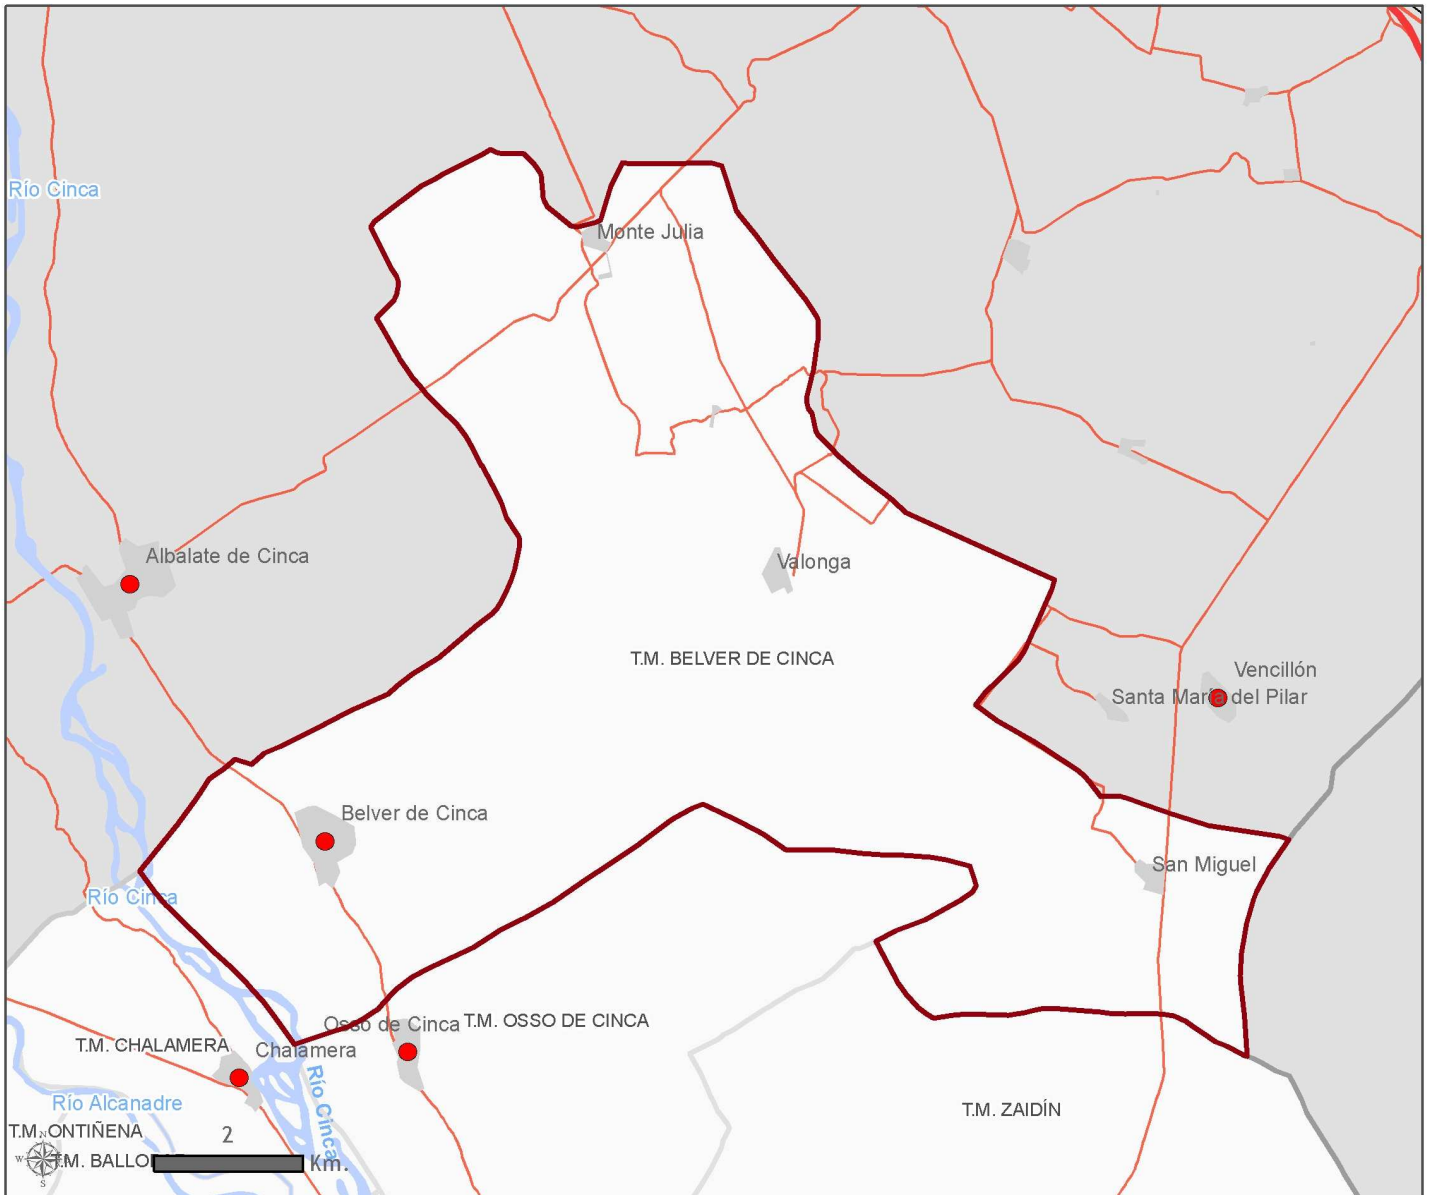 Río Cinca
Monte Julia
Albalate de Cinca
Valonga
T.M. BELVER DE CINCA
Vencillón
Santa María del Pilar
Belver de Cinca
San Miguel
Río Cinca
Osso de Cinca
T.M. OSSO DE CINCA
T.M. CHALAMERA
Chalamera
Río Cinca
Río Alcanadre
T.M. ZAIDÍN
T.M. ONTIÑENA
2
T.M. BALLO
Km.
N
W
E
S